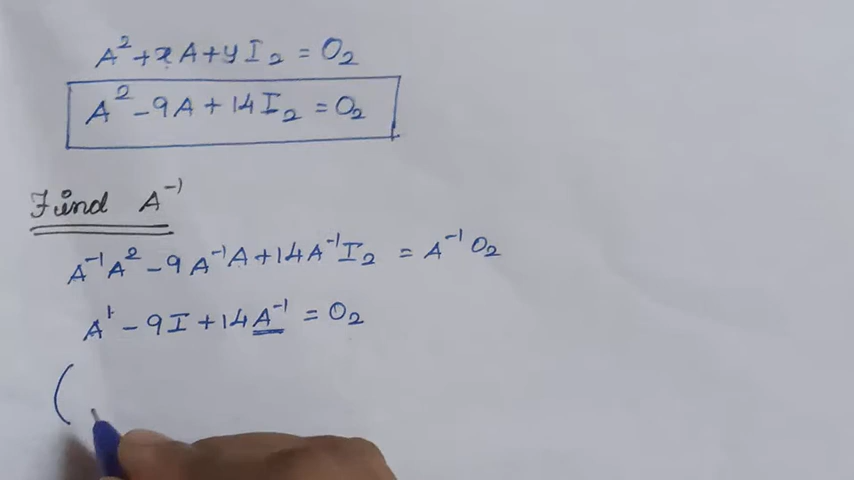 A² + xA + yI₂ = O₂
A² - 9A + 14I₂ = O₂
Find A⁻¹
A⁻¹A² - 9A⁻¹A + 14A⁻¹I₂ = A⁻¹O₂
A¹ - 9I + 14A⁻¹ = O₂
(